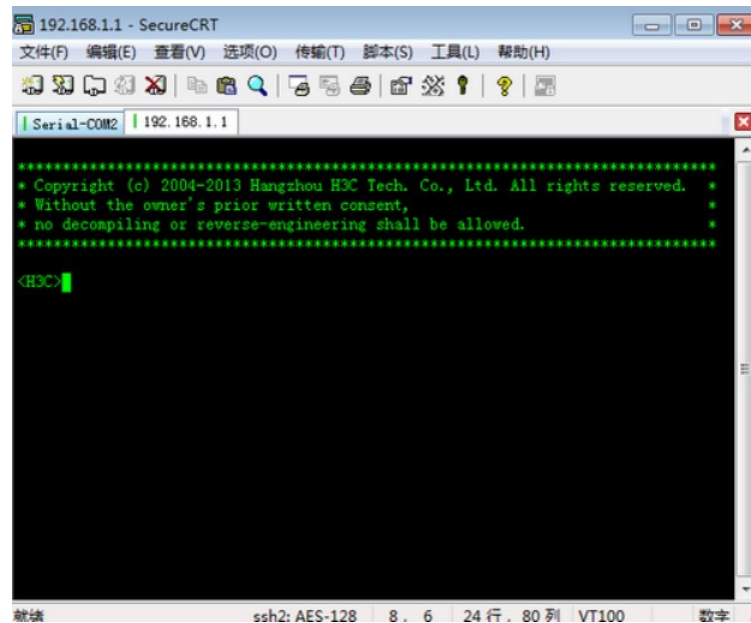 192.168.1.1 - SecureCRT
文件(F) 编辑(E) 查看(V) 选项(O) 传输(T) 脚本(S) 工具(L) 帮助(H)
Serial-COM2 192.168.1.1
********************************************************************************
* Copyright (c) 2004-2013 Hangzhou H3C Tech. Co., Ltd. All rights reserved. *
* Without the owner's prior written consent, *
* no decompiling or reverse-engineering shall be allowed. *
********************************************************************************
<H3C>
就绪 ssh2: AES-128 8, 6 24 行, 80 列 VT100 数字